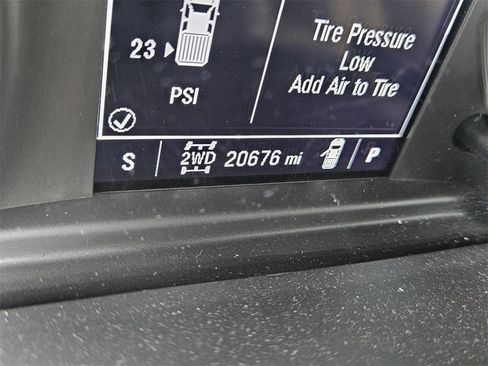 Tire Pressure
Low
Add Air to Tire
23
PSI
S 2WD 20676 mi P